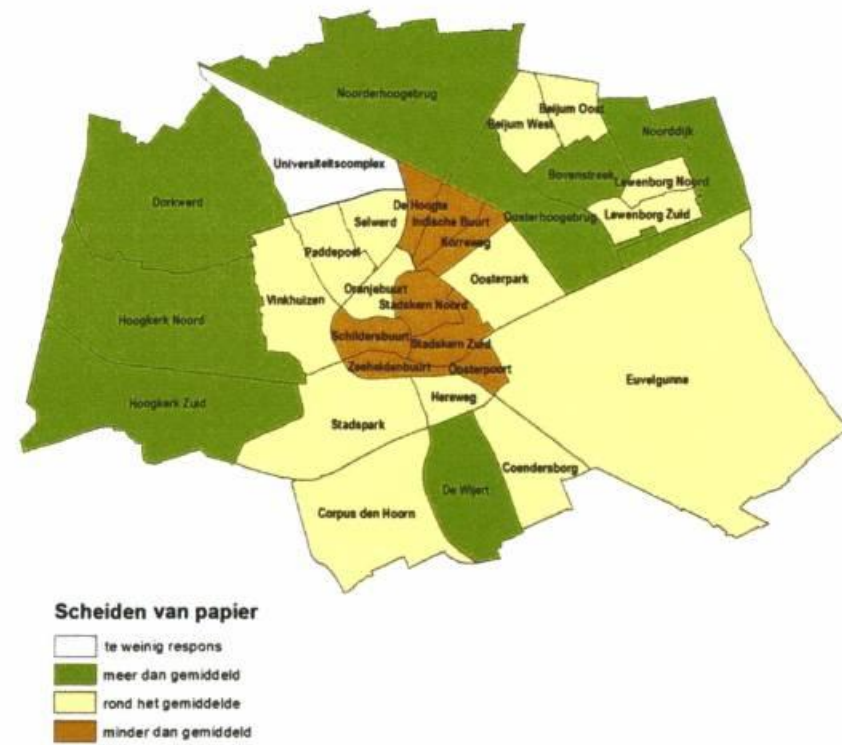 Noorderhoogebrug
Beijum Oost
Beijum West
Noorddijk
Universiteitscomplex
Bovenstreek
Lewenborg Noord
Dorkwerd
De Hoogte
Selwerd
Indische Buurt
Oosterhoogebrug
Lewenborg Zuid
Korreweg
Paddepoel
Oosterpark
Oranjebuurt
Vinkhuizen
Stadskern Noord
Hoogkerk Noord
Schildersbuurt
Stadskern Zuid
Zeeheldenbuurt
Oosterpoort
Euvelgunne
Hereweg
Hoogkerk Zuid
Stadspark
Coendersborg
De Wijert
Corpus den Hoorn
Scheiden van papier
te weinig respons
meer dan gemiddeld
rond het gemiddelde
minder dan gemiddeld